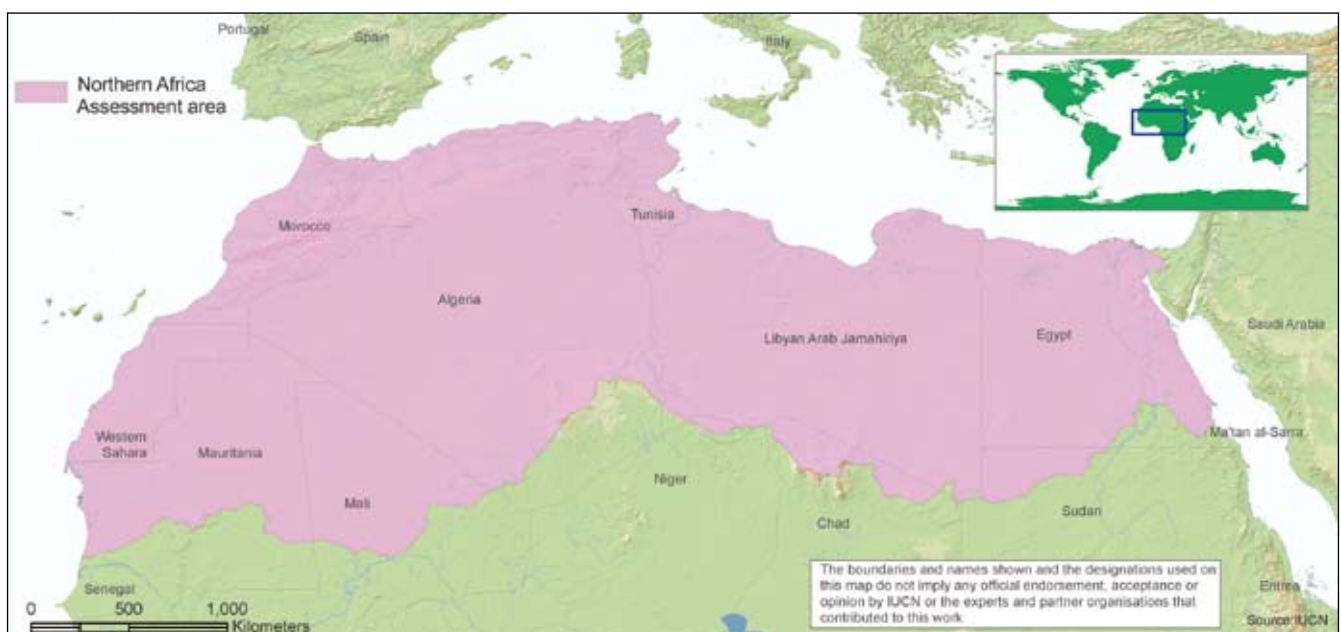 Portugal
Spain
Italy
Northern Africa
Assessment area
Morocco
Tunisia
Algeria
Libyan Arab Jamahiriya
Egypt
Saudi Arabia
Western
Sahara
Mauritania
Ma'tan al-Sarra
Mali
Niger
Chad
Sudan
Senegal
Eritrea
0 500 1,000
Kilometers
The boundaries and names shown and the designations used on
this map do not imply any official endorsement, acceptance or
opinion by IUCN or the experts and partner organisations that
contributed to this work
Source:IUCN